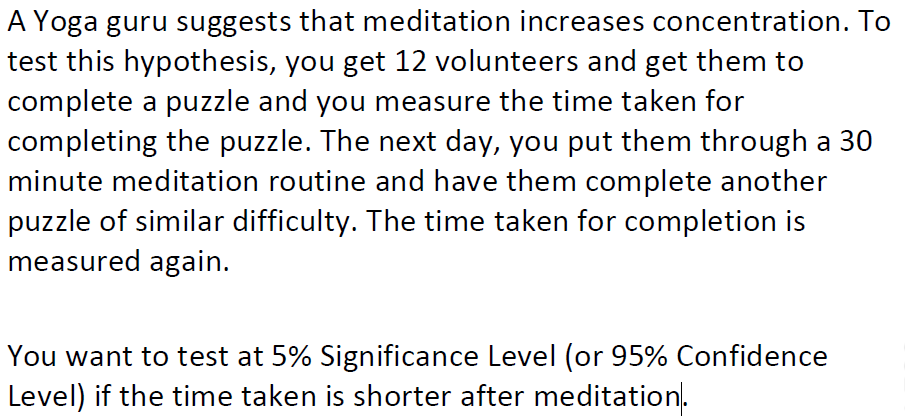 A Yoga guru suggests that meditation increases concentration. To
test this hypothesis, you get 12 volunteers and get them to
complete a puzzle and you measure the time taken for
completing the puzzle. The next day, you put them through a 30
minute meditation routine and have them complete another
puzzle of similar difficulty. The time taken for completion is
measured again.
You want to test at 5% Significance Level (or 95% Confidence
Level) if the time taken is shorter after meditation.